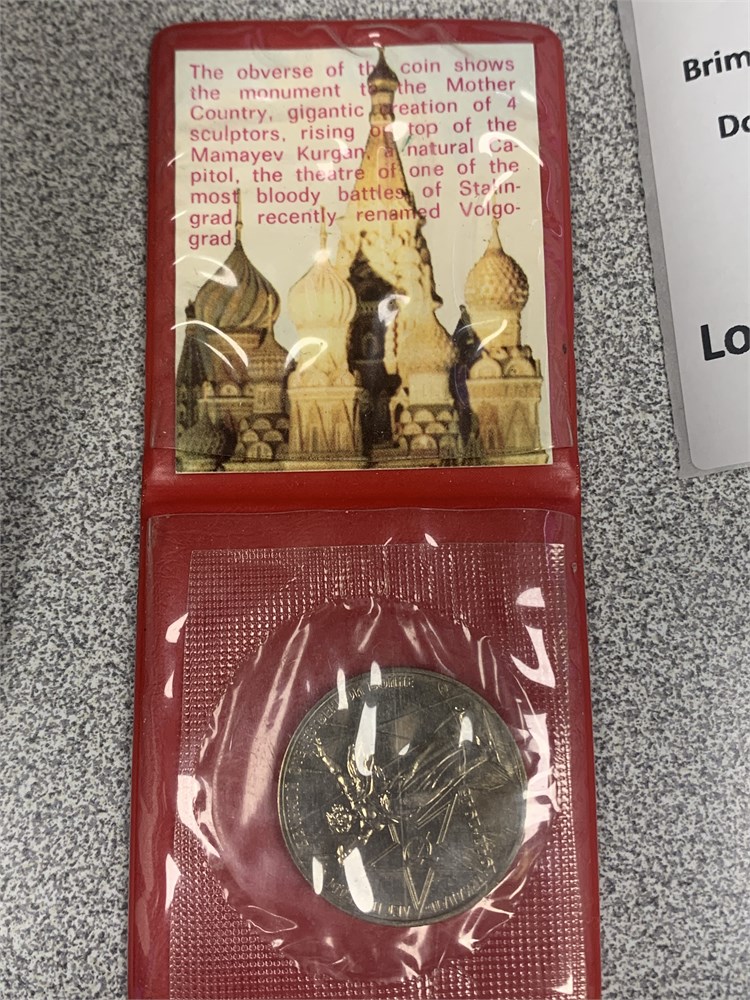 The obverse of the coin shows
the monument to the Mother
Country, gigantic creation of 4
sculptors, rising on top of the
Mamayev Kurgan, a natural Ca-
pitol, the theatre of one of the
most bloody battles of Stalin-
grad, recently renamed Volgo-
grad.
Brim
Do
Lo